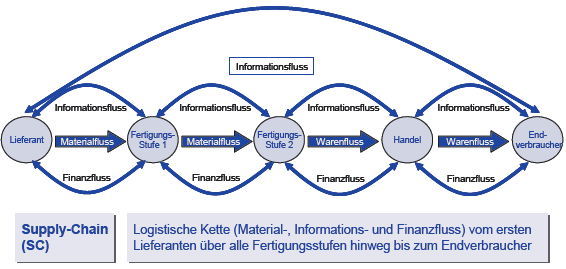 Informationsfluss
Informationsfluss Informationsfluss Informationsfluss Informationsfluss
Lieferant
Materialfluss
Fertigungs-
Stufe 1
Materialfluss
Fertigungs-
Stufe 2
Warenfluss
Handel
Warenfluss
End-
verbraucher
Finanzfluss Finanzfluss Finanzfluss Finanzfluss
Supply-Chain
(SC)
Logistische Kette (Material-, Informations- und Finanzfluss) vom ersten
Lieferanten über alle Fertigungsstufen hinweg bis zum Endverbraucher